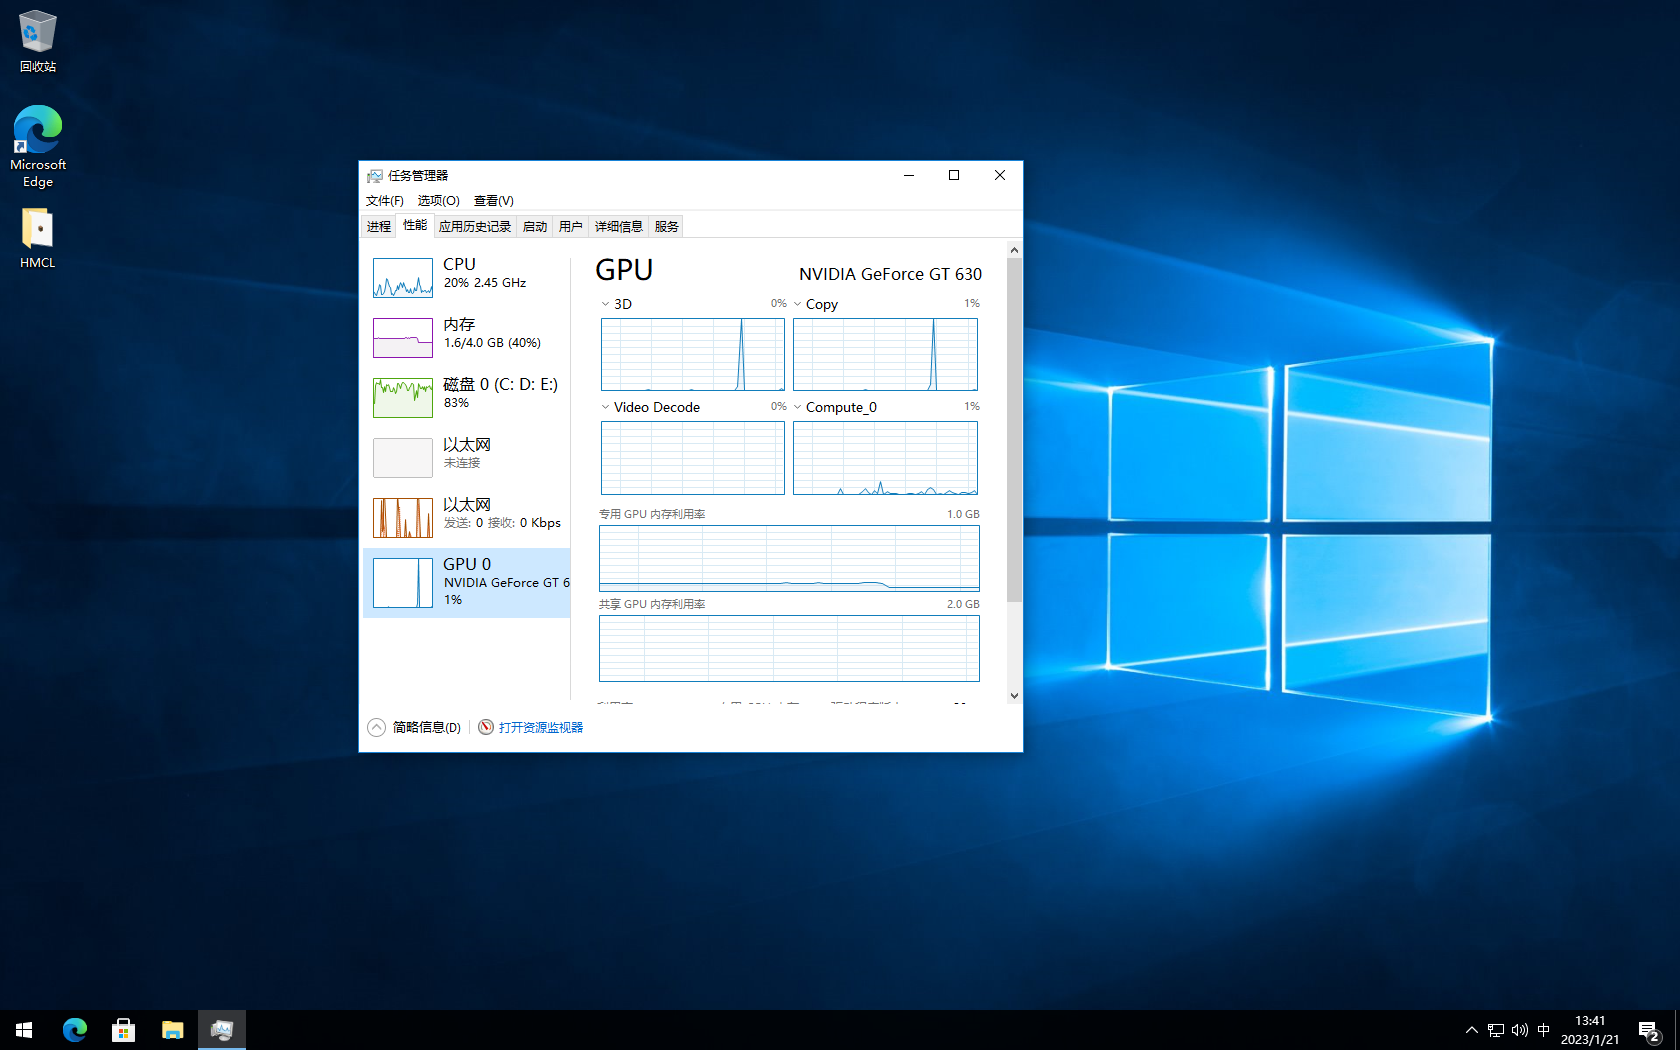 回收站
Microsoft
Edge
HMCL
任务管理器
文件(F) 选项(O) 查看(V)
进程 性能 应用历史记录 启动 用户 详细信息 服务
CPU
20% 2.45 GHz
内存
1.6/4.0 GB (40%)
磁盘 0 (C: D: E:)
83%
以太网
未连接
以太网
发送: 0 接收: 0 Kbps
GPU 0
NVIDIA GeForce GT 6
1%
GPU NVIDIA GeForce GT 630
3D 0% Copy 1%
Video Decode 0% Compute_0 1%
专用 GPU 内存利用率 1.0 GB
共享 GPU 内存利用率 2.0 GB
简略信息(D) 打开资源监视器
中
13:41
2023/1/21
2